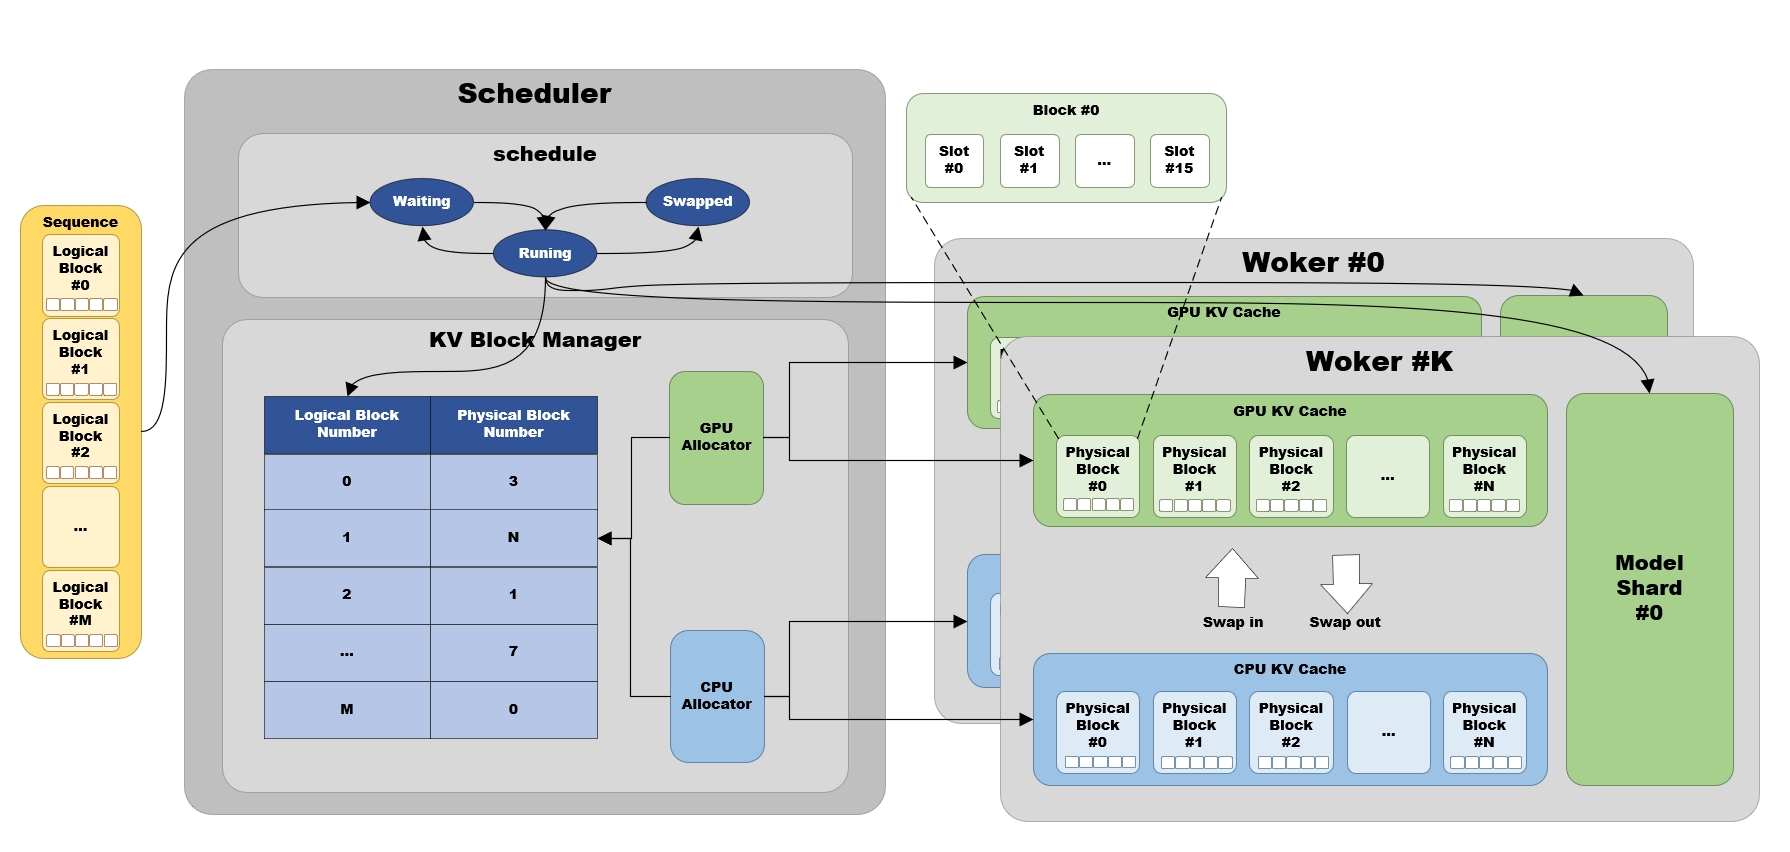 Scheduler
schedule
Waiting
Swapped
Runing
Sequence
Logical
Block
#0
Logical
Block
#1
Logical
Block
#2
...
Logical
Block
#M
KV Block Manager
Logical Block
Number
Physical Block
Number
0
3
1
N
2
1
...
7
M
0
GPU
Allocator
CPU
Allocator
Block #0
Slot
#0
Slot
#1
...
Slot
#15
Woker #0
GPU KV Cache
Woker #K
GPU KV Cache
Physical
Block
#0
Physical
Block
#1
Physical
Block
#2
...
Physical
Block
#N
Swap in
Swap out
CPU KV Cache
Physical
Block
#0
Physical
Block
#1
Physical
Block
#2
...
Physical
Block
#N
Model
Shard
#0